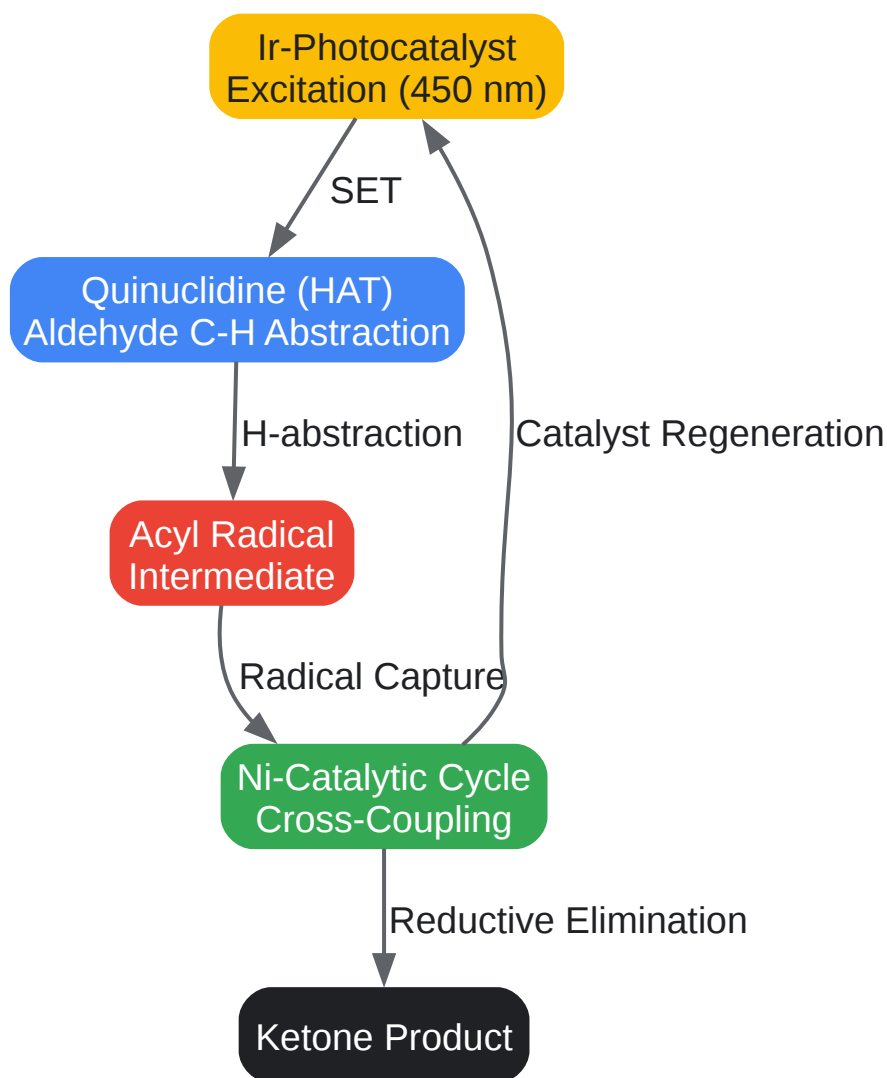 Ir-Photocatalyst
Excitation (450 nm)
SET
Quinuclidine (HAT)
Aldehyde C-H Abstraction
H-abstraction
Catalyst Regeneration
Acyl Radical
Intermediate
Radical Capture
Ni-Catalytic Cycle
Cross-Coupling
Reductive Elimination
Ketone Product